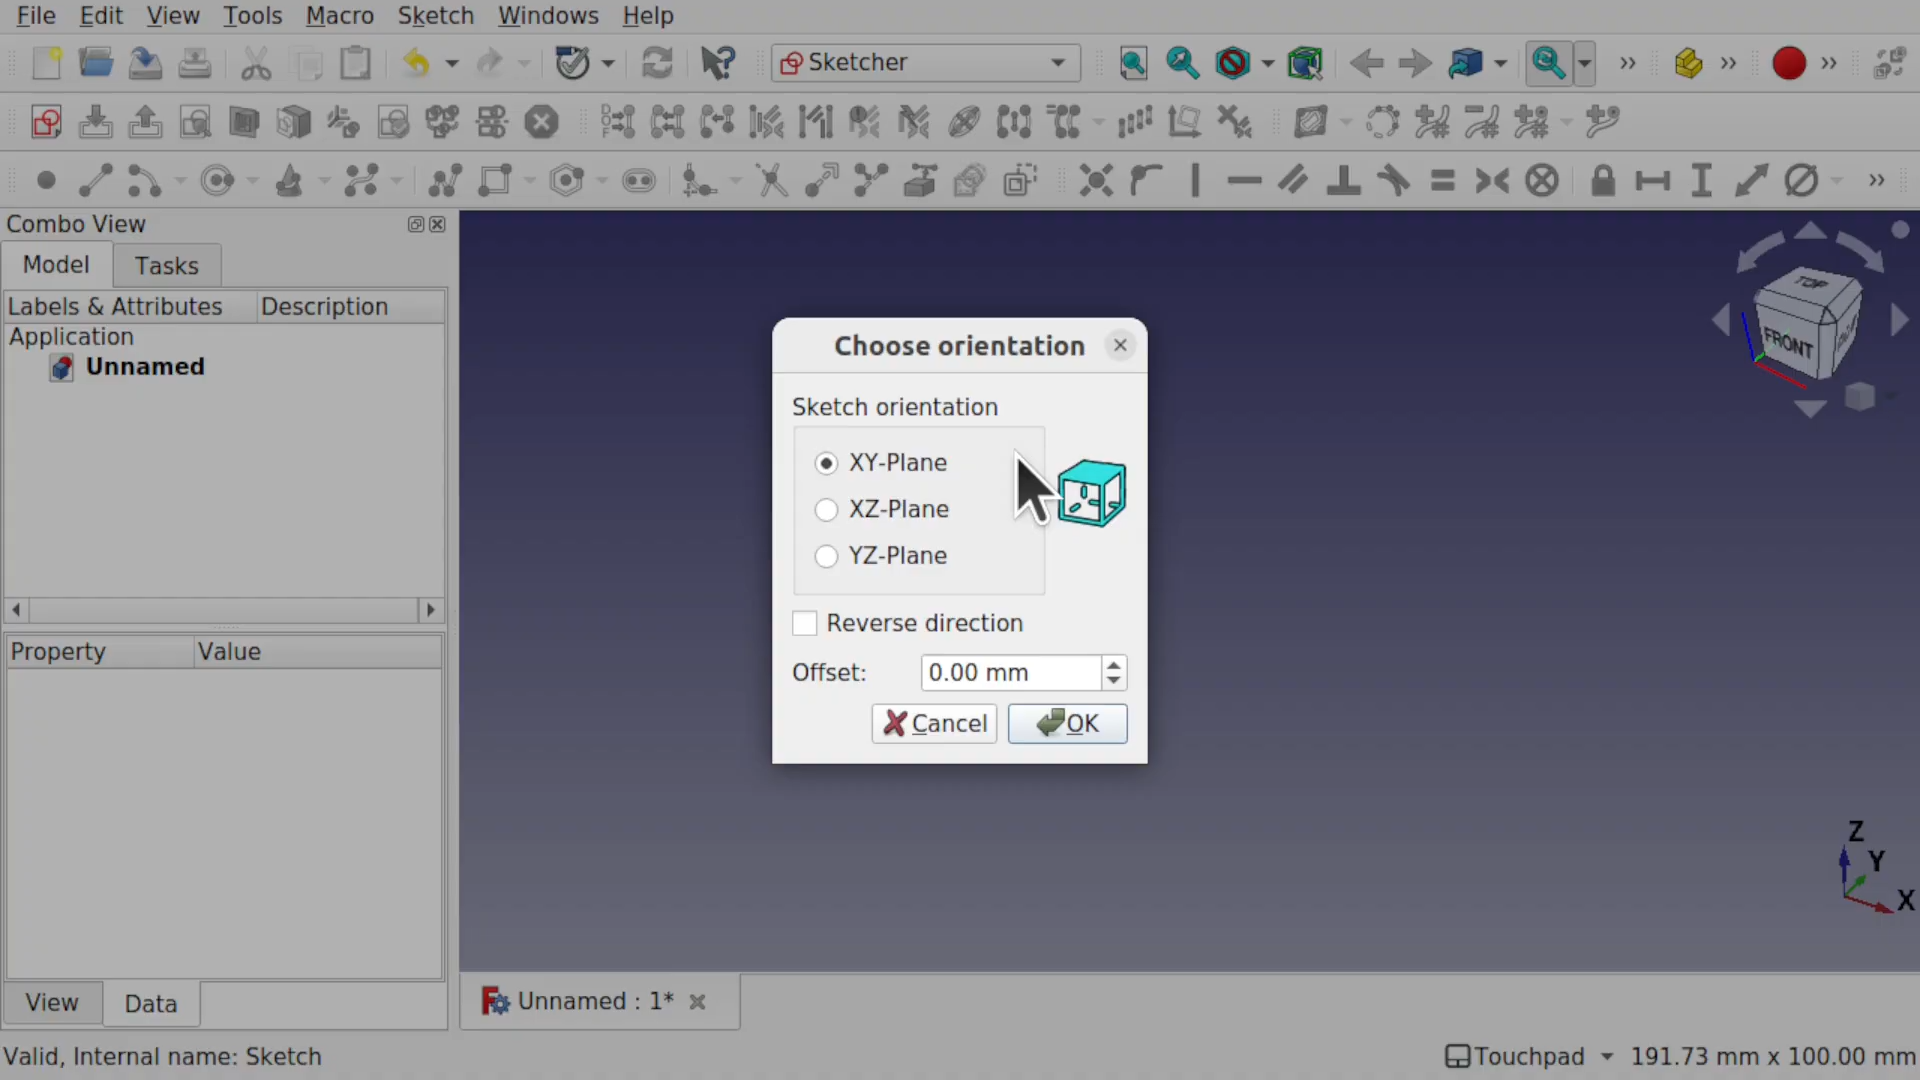 File Edit View Tools Macro Sketch Windows Help
Sketcher
Combo View
Model Tasks
Labels & Attributes Description
Application
Unnamed
Property Value
View Data
Choose orientation
Sketch orientation
XY-Plane
XZ-Plane
YZ-Plane
Reverse direction
Offset: 0.00 mm
Cancel OK
TOP
FRONT
Z
Y
X
Unnamed : 1*
Valid, Internal name: Sketch
Touchpad 191.73 mm x 100.00 mm